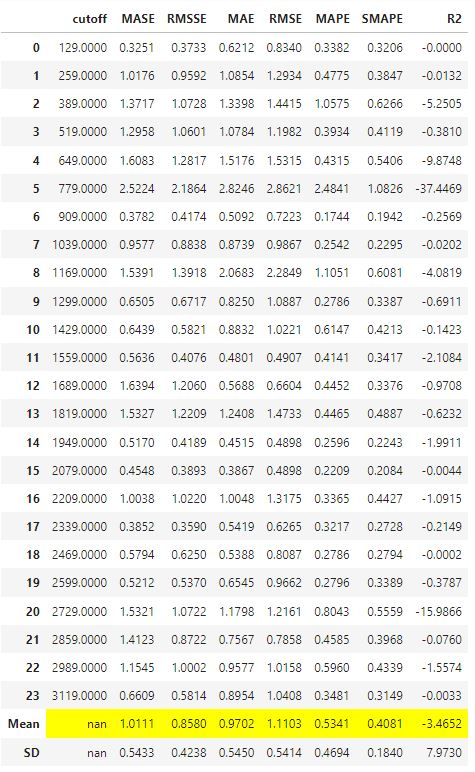 cutoff MASE RMSSE MAE RMSE MAPE SMAPE R2
0 129.0000 0.3251 0.3733 0.6212 0.8340 0.3382 0.3206 -0.0000
1 259.0000 1.0176 0.9592 1.0854 1.2934 0.4775 0.3847 -0.0132
2 389.0000 1.3717 1.0728 1.3398 1.4415 1.0575 0.6266 -5.2505
3 519.0000 1.2958 1.0601 1.0784 1.1982 0.3934 0.4119 -0.3810
4 649.0000 1.6083 1.2817 1.5176 1.5315 0.4315 0.5406 -9.8748
5 779.0000 2.5224 2.1864 2.8246 2.8621 2.4841 1.0826 -37.4469
6 909.0000 0.3782 0.4174 0.5092 0.7223 0.1744 0.1942 -0.2569
7 1039.0000 0.9577 0.8838 0.8739 0.9867 0.2542 0.2295 -0.0202
8 1169.0000 1.5391 1.3918 2.0683 2.2849 1.1051 0.6081 -4.0819
9 1299.0000 0.6505 0.6717 0.8250 1.0887 0.2786 0.3387 -0.6911
10 1429.0000 0.6439 0.5821 0.8832 1.0221 0.6147 0.4213 -0.1423
11 1559.0000 0.5636 0.4076 0.4801 0.4907 0.4141 0.3417 -2.1084
12 1689.0000 1.6394 1.2060 0.5688 0.6604 0.4452 0.3376 -0.9708
13 1819.0000 1.5327 1.2209 1.2408 1.4733 0.4465 0.4887 -0.6232
14 1949.0000 0.5170 0.4189 0.4515 0.4898 0.2596 0.2243 -1.9911
15 2079.0000 0.4548 0.3893 0.3867 0.4898 0.2209 0.2084 -0.0044
16 2209.0000 1.0038 1.0220 1.0048 1.3175 0.3365 0.4427 -1.0915
17 2339.0000 0.3852 0.3590 0.5419 0.6265 0.3217 0.2728 -0.2149
18 2469.0000 0.5794 0.6250 0.5388 0.8087 0.2786 0.2794 -0.0002
19 2599.0000 0.5212 0.5370 0.6545 0.9662 0.2796 0.3389 -0.3787
20 2729.0000 1.5321 1.0722 1.1798 1.2161 0.8043 0.5559 -15.9866
21 2859.0000 1.4123 0.8722 0.7567 0.7858 0.4585 0.3968 -0.0760
22 2989.0000 1.1545 1.0002 0.9577 1.0158 0.5960 0.4339 -1.5574
23 3119.0000 0.6609 0.5814 0.8954 1.0408 0.3481 0.3149 -0.0033
Mean nan 1.0111 0.8580 0.9702 1.1103 0.5341 0.4081 -3.4652
SD nan 0.5433 0.4238 0.5450 0.5414 0.4694 0.1840 7.9730